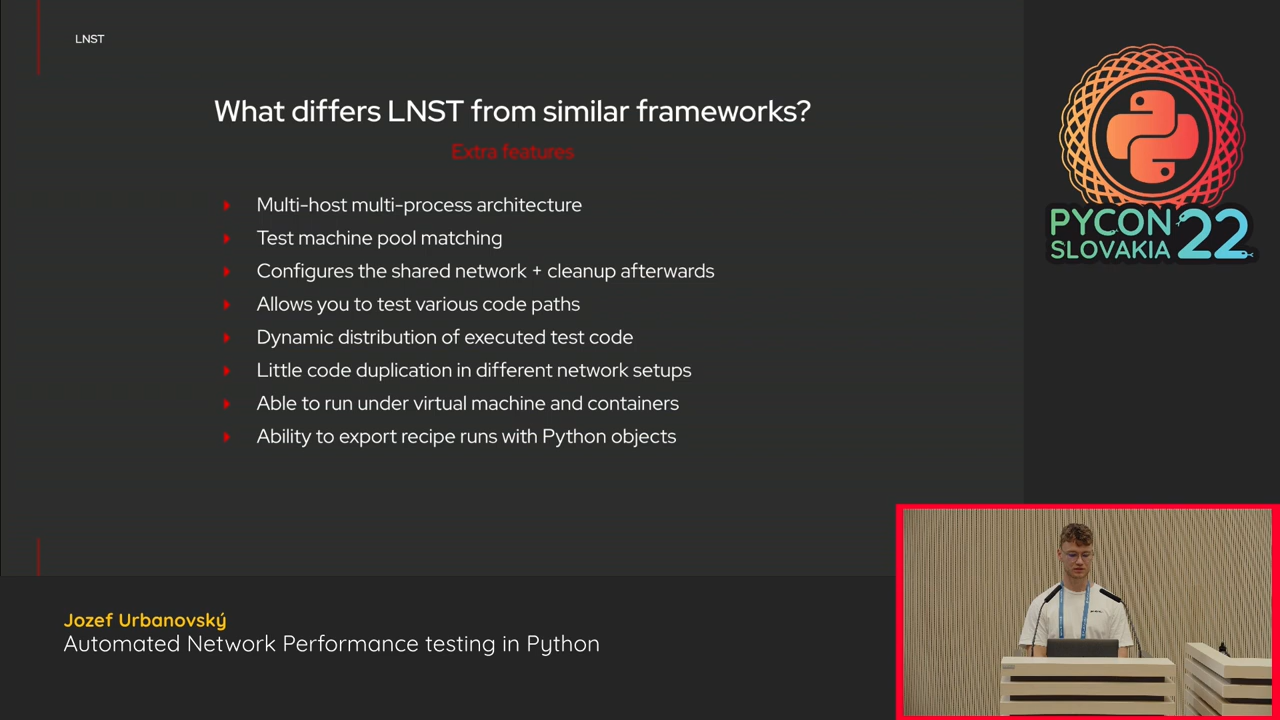 LNST
What differs LNST from similar frameworks?
Extra features
Multi-host multi-process architecture
Test machine pool matching
Configures the shared network + cleanup afterwards
Allows you to test various code paths
Dynamic distribution of executed test code
Little code duplication in different network setups
Able to run under virtual machine and containers
Ability to export recipe runs with Python objects
PYCON 22
SLOVAKIA
Jozef Urbanovský
Automated Network Performance testing in Python